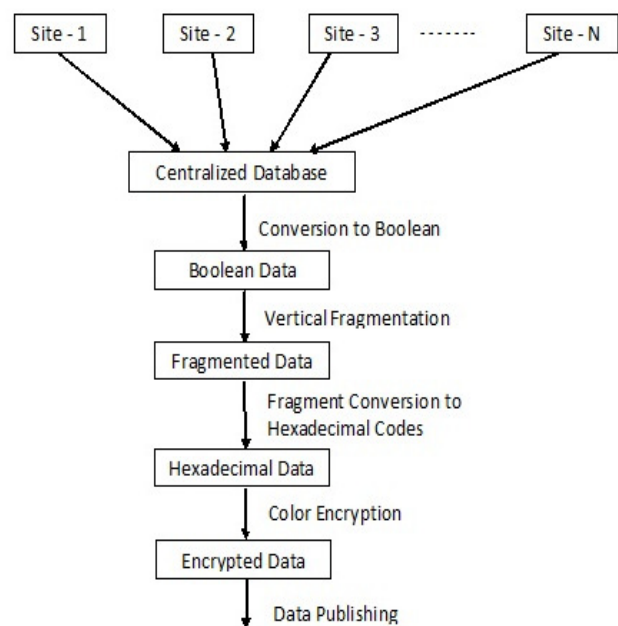 Site - 1
Site - 2
Site - 3
-------
Site - N
Centralized Database
Conversion to Boolean
Boolean Data
Vertical Fragmentation
Fragmented Data
Fragment Conversion to
Hexadecimal Codes
Hexadecimal Data
Color Encryption
Encrypted Data
Data Publishing